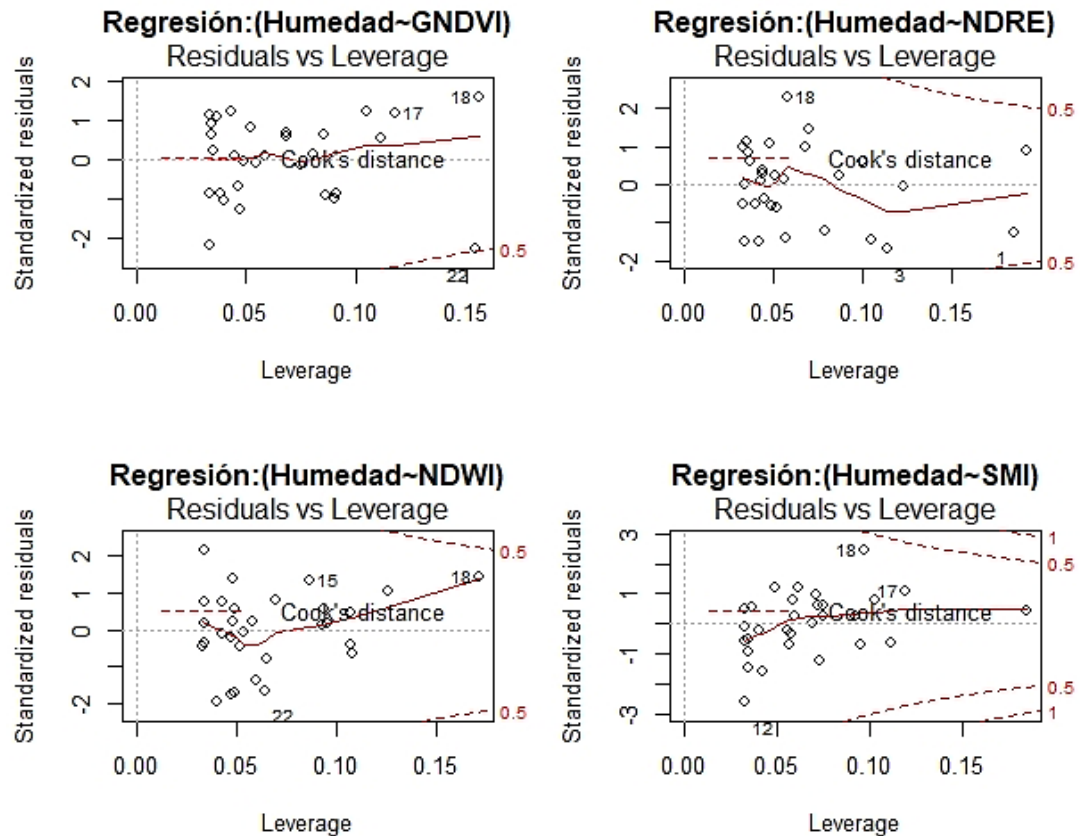 Regresión:(Humedad~GNDVI)
Residuals vs Leverage
Standardized residuals
2
1
0
-2
18
17
Cook's distance
22
0.5
0.00
0.05
0.10
0.15
Leverage
Regresión:(Humedad~NDRE)
Residuals vs Leverage
Standardized residuals
2
1
0
-2
18
Cook's distance
1
3
0.5
0.5
0.00
0.05
0.10
0.15
Leverage
Regresión:(Humedad~NDWI)
Residuals vs Leverage
Standardized residuals
2
1
0
-2
15
18
Cook's distance
22
0.5
0.5
0.00
0.05
0.10
0.15
Leverage
Regresión:(Humedad~SMI)
Residuals vs Leverage
Standardized residuals
3
1
-1
-3
18
17
Cook's distance
12
1
0.5
0.5
1
0.00
0.05
0.10
0.15
Leverage